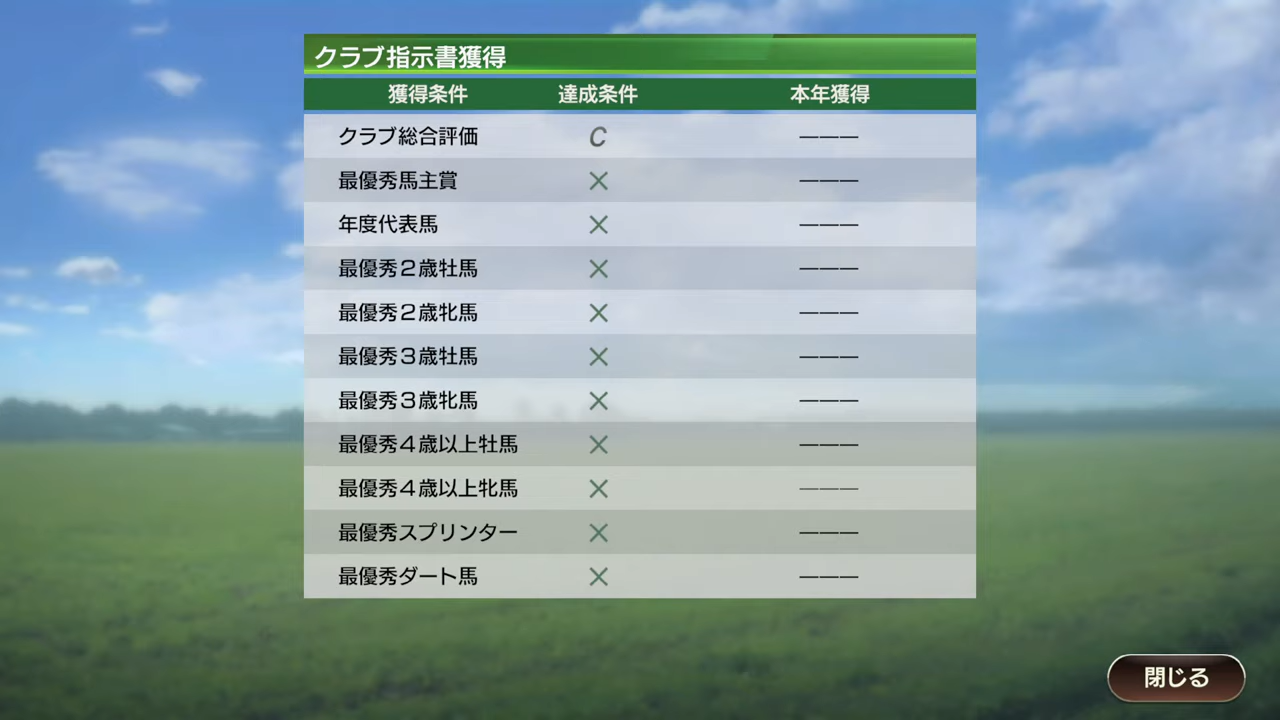 クラブ指示書獲得
獲得条件 達成条件 本年獲得
クラブ総合評価 C ———
最優秀馬主賞 × ———
年度代表馬 × ———
最優秀２歳牡馬 × ———
最優秀２歳牝馬 × ———
最優秀３歳牡馬 × ———
最優秀３歳牝馬 × ———
最優秀４歳以上牡馬 × ———
最優秀４歳以上牝馬 × ———
最優秀スプリンター × ———
最優秀ダート馬 × ———
閉じる